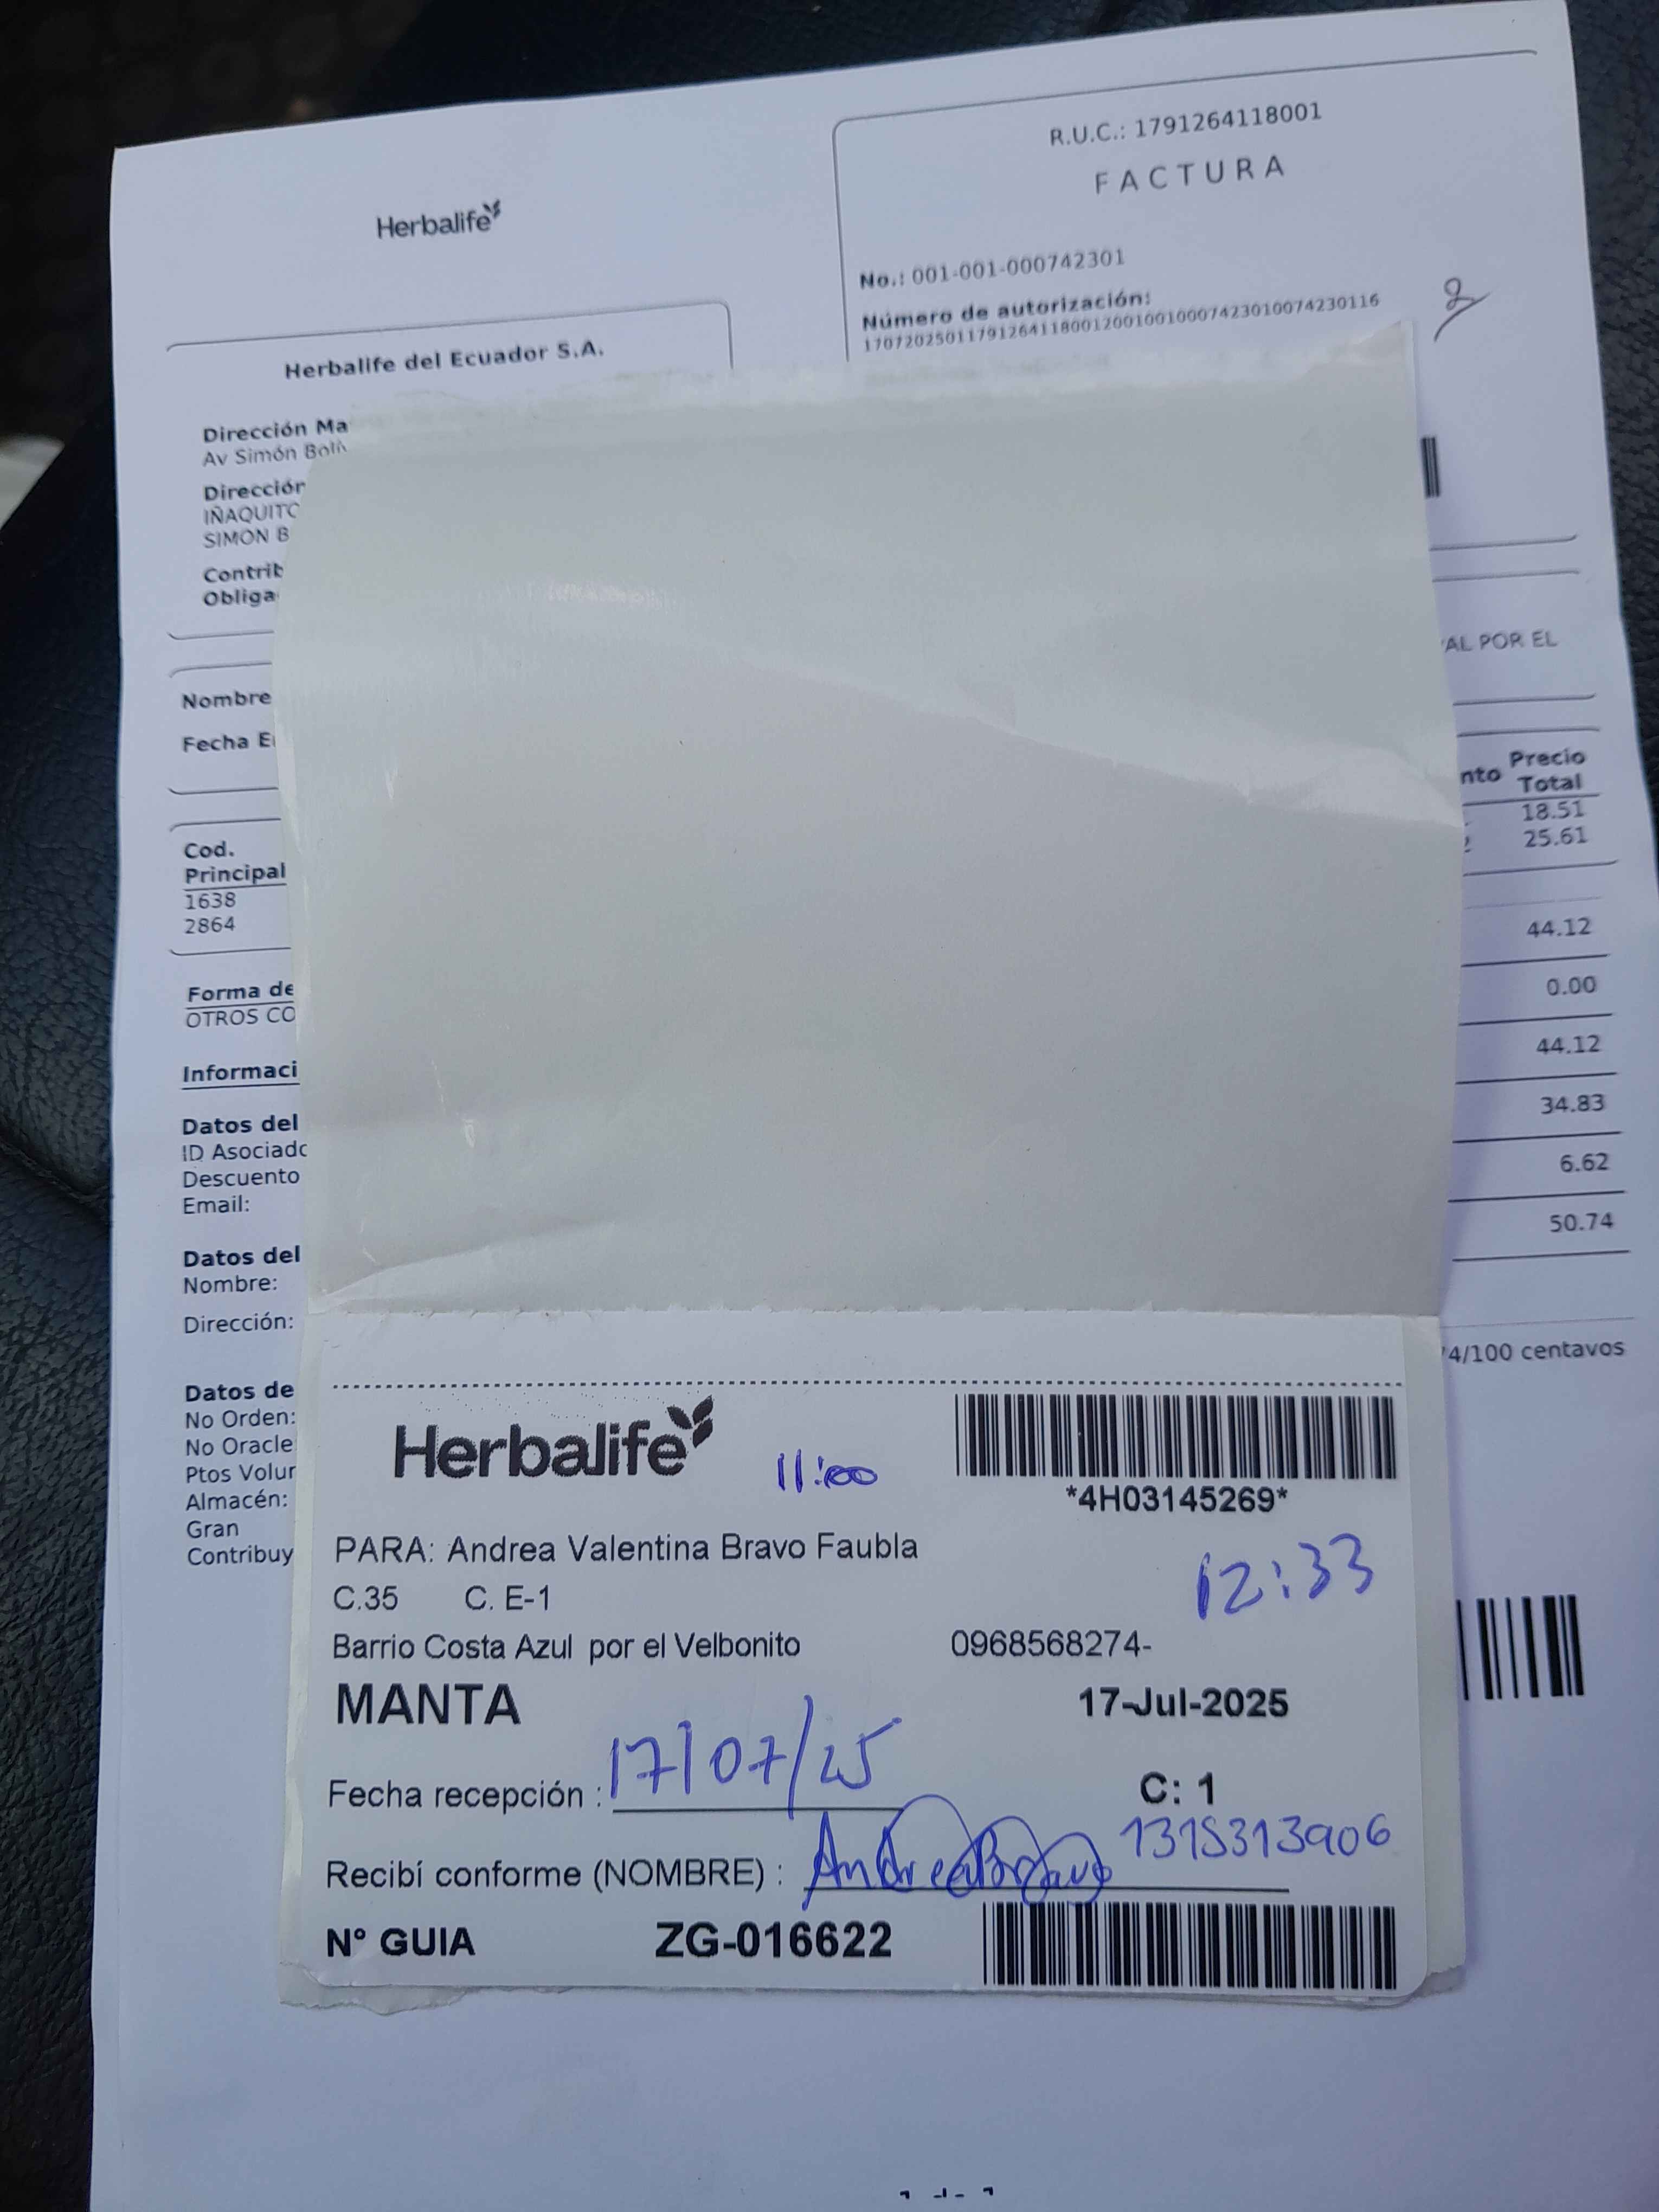 Herbalife
R.U.C.: 1791264118001
FACTURA
No.: 001-001-000742301
Número de autorización:
1707202501179126411800120010010007423010074230116
2
Herbalife del Ecuador S.A.
Dirección Ma
Av Simón Bolí
Dirección
IÑAQUITO
SIMON B
Contrib
Obliga
AL POR EL
Nombre
Fecha E
nto Precio
Total
Cod.
Principal
1638 18.51
2864 25.61
44.12
0.00
44.12
34.83
6.62
50.74
Forma de
OTROS CO
Informaci
Datos del
ID Asociado
Descuento
Email:
Datos del
Nombre:
Dirección:
4/100 centavos
Datos de
No Orden:
No Oracle
Ptos Volur
Almacén:
Gran
Contribuy
Herbalife
11:00
*4H03145269*
PARA: Andrea Valentina Bravo Faubla
12:33
C.35 C. E-1
Barrio Costa Azul por el Velbonito 0968568274-
MANTA 17-Jul-2025
Fecha recepción : 17/07/25 C: 1
Recibí conforme (NOMBRE) : Andrea Bravo 1315313906
N° GUIA ZG-016622